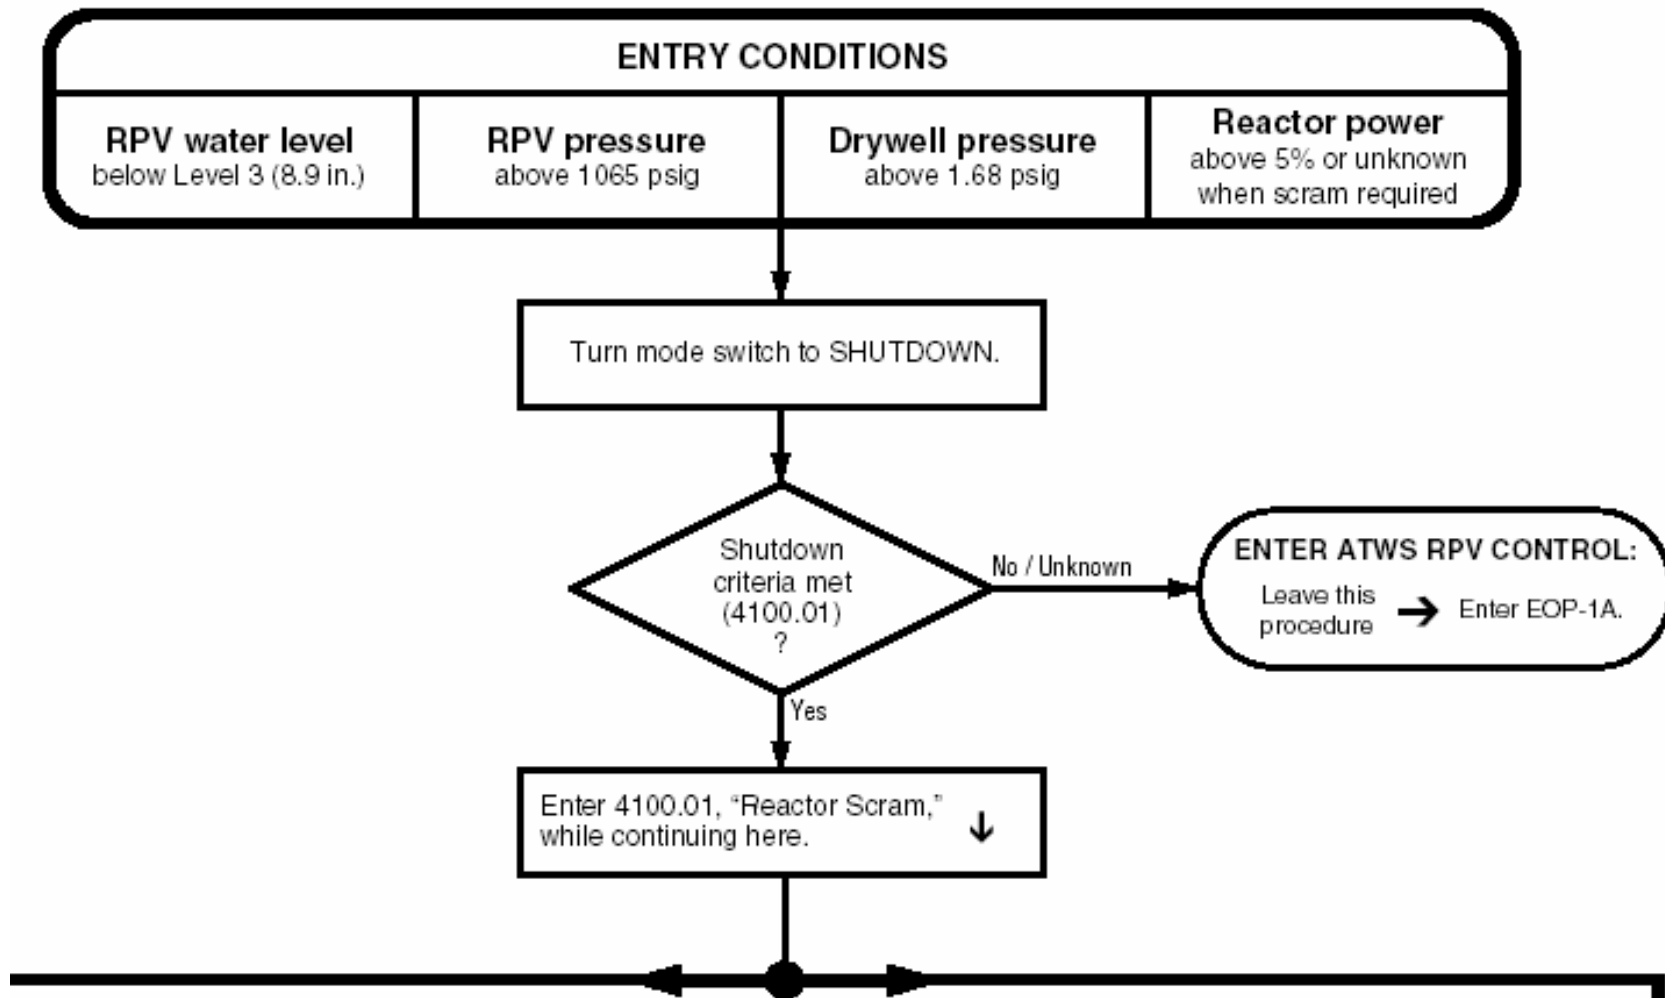 ENTRY CONDITIONS
RPV water level
below Level 3 (8.9 in.)
RPV pressure
above 1065 psig
Drywell pressure
above 1.68 psig
Reactor power
above 5% or unknown
when scram required
Turn mode switch to SHUTDOWN.
Shutdown
criteria met
(4100.01)
?
No / Unknown
ENTER ATWS RPV CONTROL:
Leave this
procedure
Enter EOP-1A.
Yes
Enter 4100.01, “Reactor Scram,”
while continuing here.